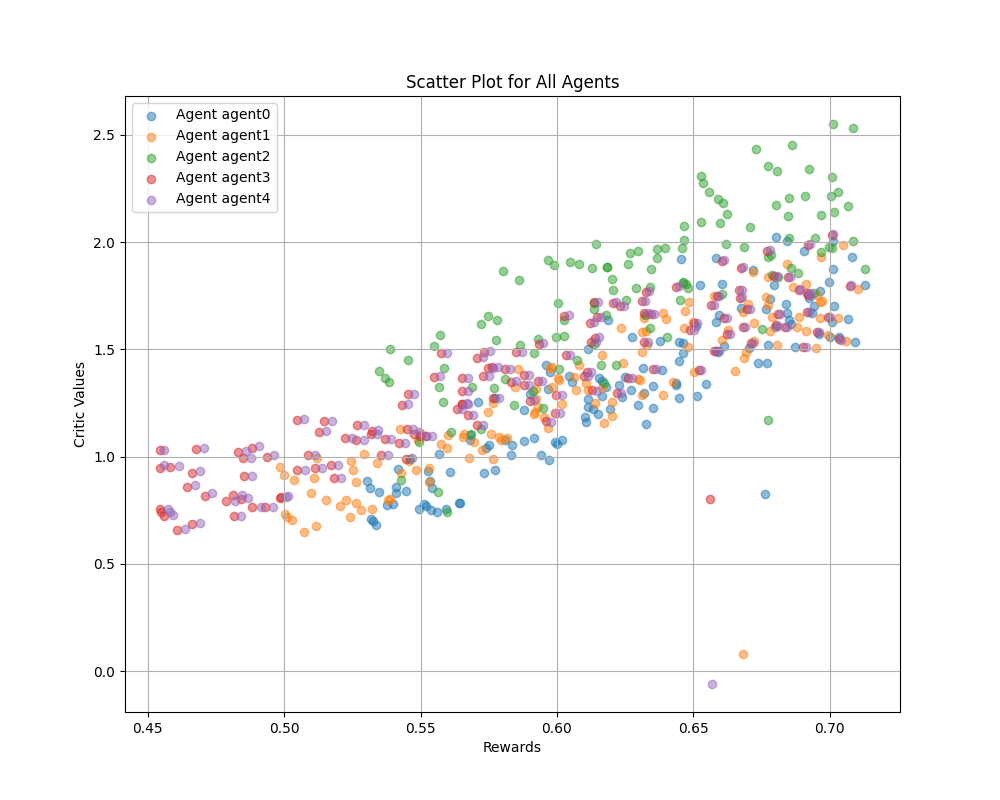 Scatter Plot for All Agents
Agent agent0
Agent agent1
Agent agent2
Agent agent3
Agent agent4
Critic Values
2.5
2.0
1.5
1.0
0.5
0.0
0.45 0.50 0.55 0.60 0.65 0.70
Rewards